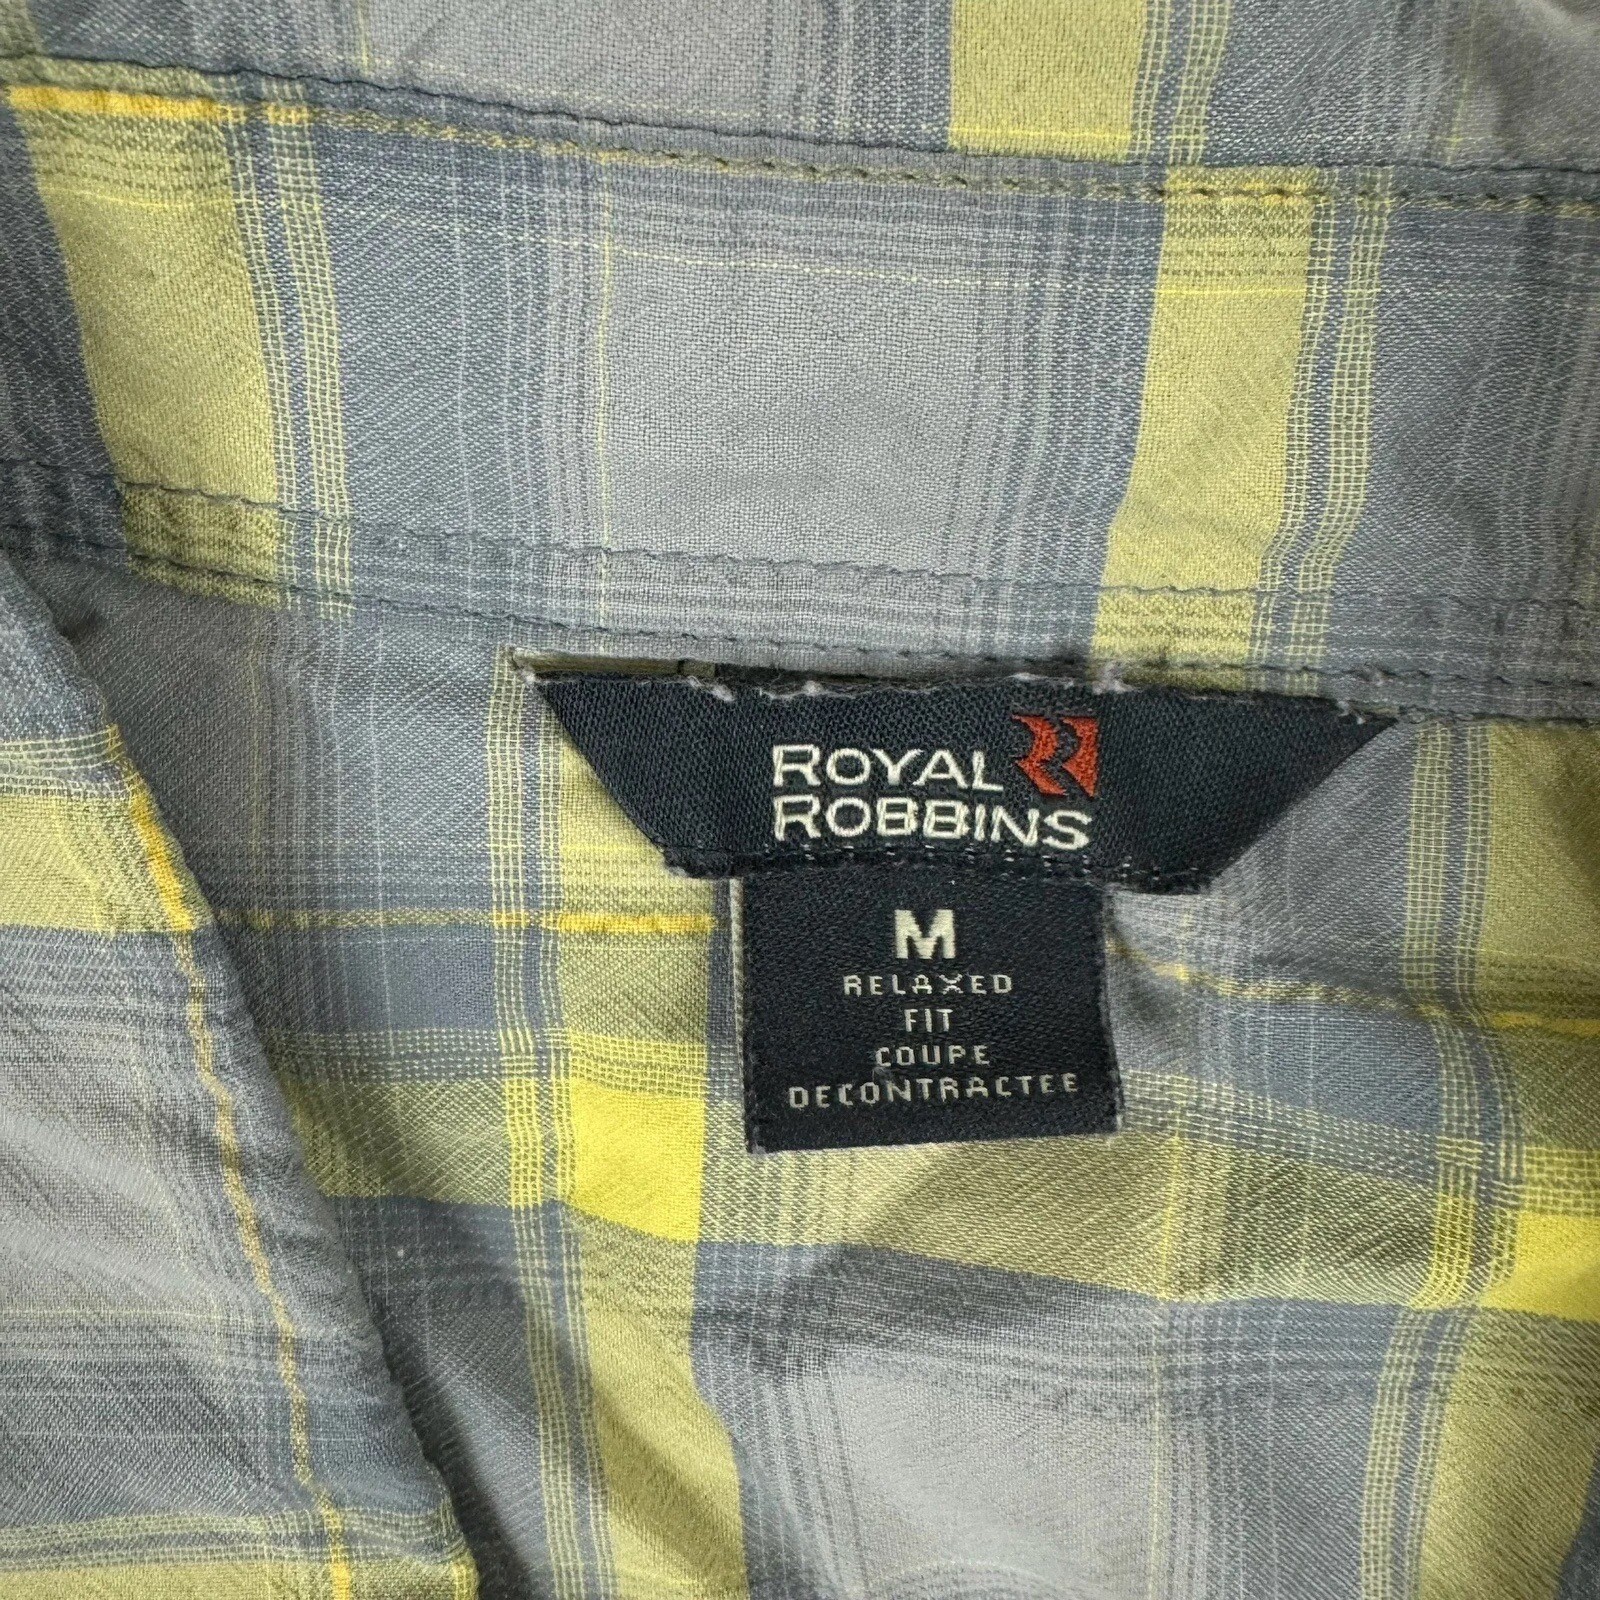 ROYAL
ROBBINS
M
RELAXED
FIT
COUPE
DECONTRACTEE